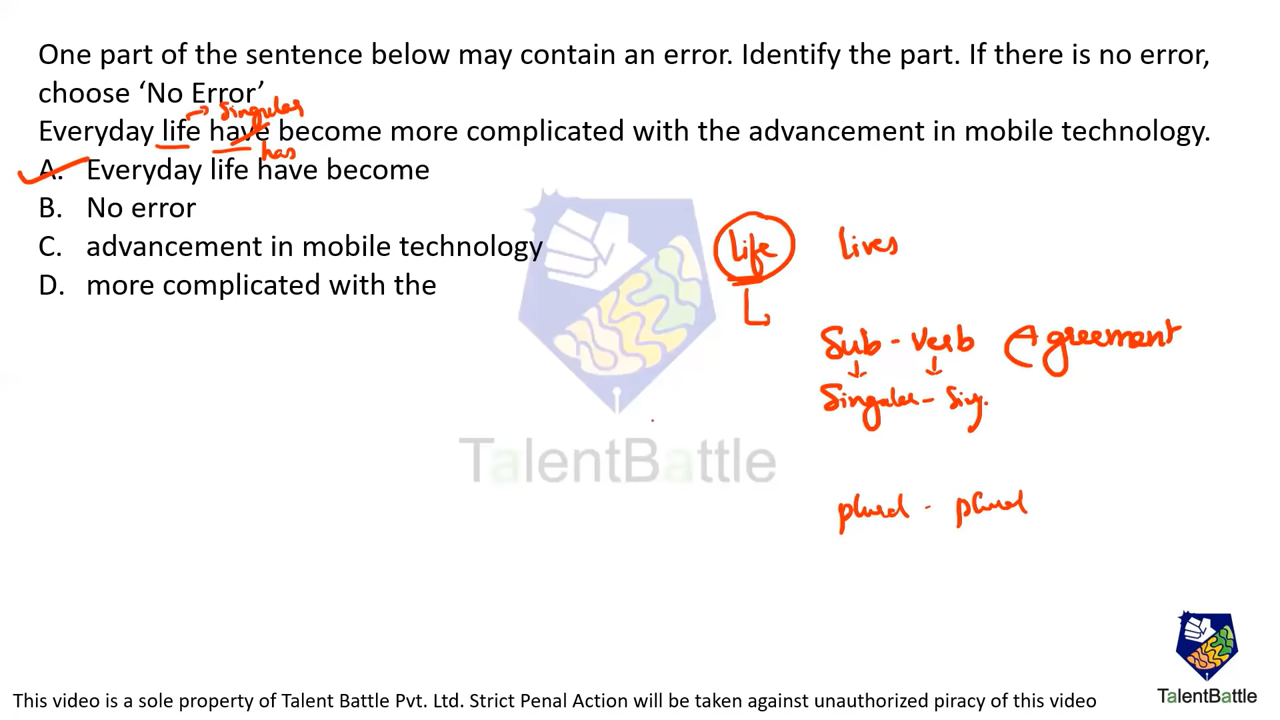 One part of the sentence below may contain an error. Identify the part. If there is no error,
choose ‘No Error’
singular
Everyday life have become more complicated with the advancement in mobile technology.
has
A. Everyday life have become
B. No error
C. advancement in mobile technology
D. more complicated with the
life lives
Sub - Verb Agreement
Singular - Sing.
plural - plural
TalentBattle
TalentBattle
This video is a sole property of Talent Battle Pvt. Ltd. Strict Penal Action will be taken against unauthorized piracy of this video